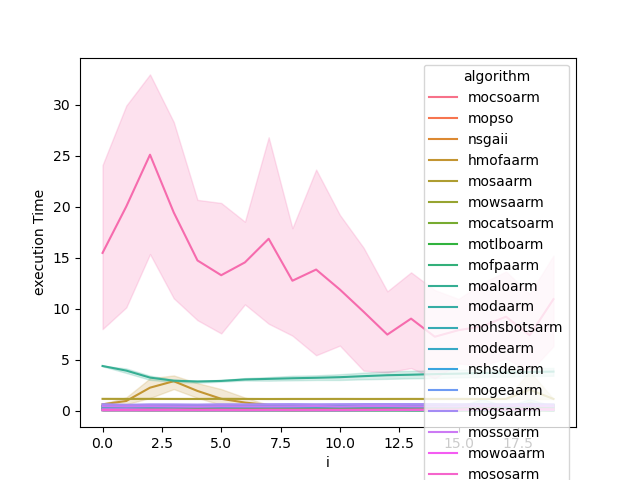 execution Time
30
25
20
15
10
5
0
0.0 2.5 5.0 7.5 10.0 12.5 15.0 17.5
i
algorithm
mocsoarm
mopso
nsgaii
hmofaarm
mosaarm
mowsaarm
mocatsoarm
motlboarm
mofpaarm
moaloarm
modaarm
mohsbotsarm
modearm
nshsdearm
mogeaarm
mogsaarm
mossoarm
mowoaarm
mososarm